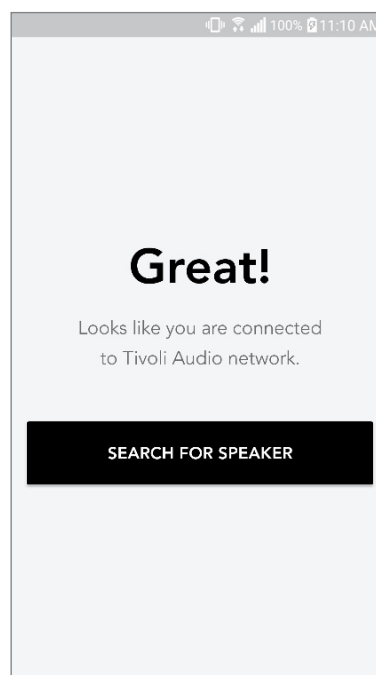 100% 11:10 AM
Great!
Looks like you are connected
to Tivoli Audio network.
SEARCH FOR SPEAKER